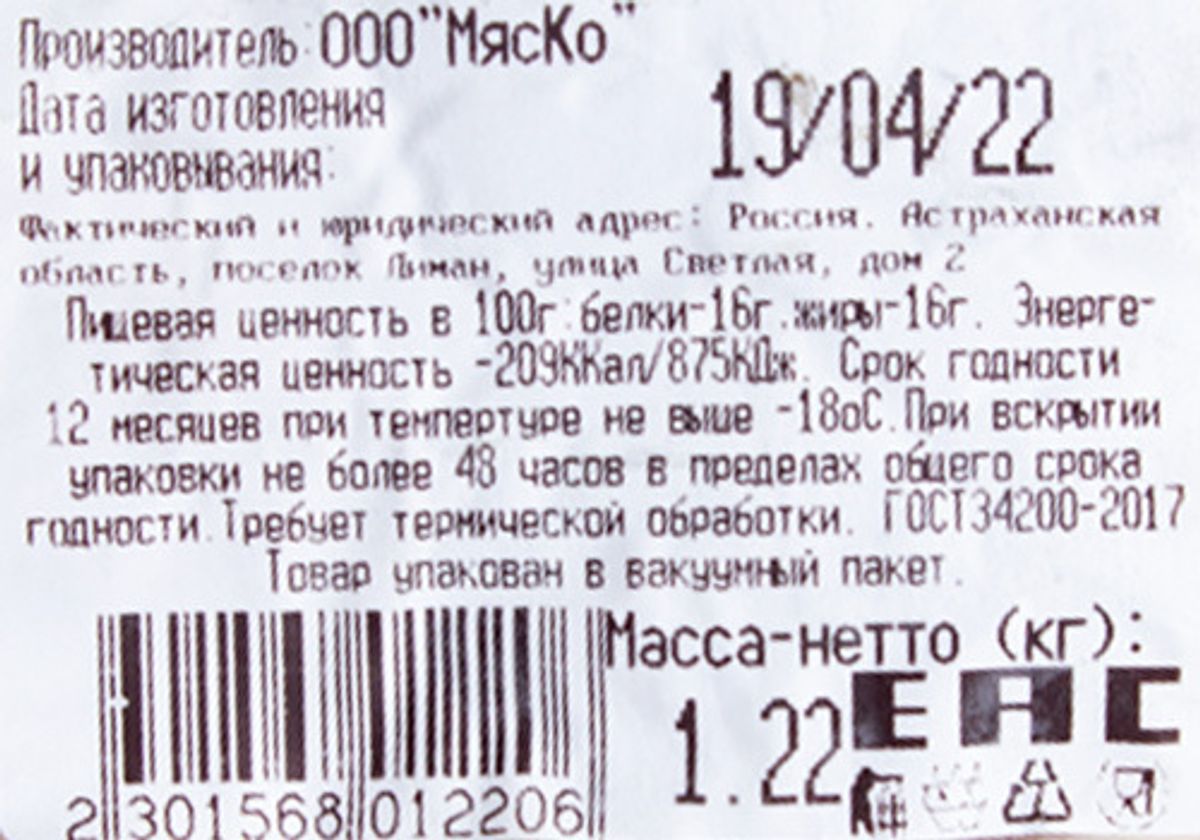 Производитель:ООО"МясКо"
Дата изготовления
и упаковывания:
19/04/22
Фактический и юридический адрес: Россия. Астраханская
область, поселок Лиман, улица Светлая, дом 2
Пищевая ценность в 100г:белки-16г.жиры-16г. Энерге-
тическая ценность -209ККал/875КДж. Срок годности
12 месяцев при темпертуре не выше -18оС.При вскрытии
упаковки не более 48 часов в пределах общего срока
годности.Требует термической обработки. ГОСТ34200-2017
Товар упакован в вакуумный пакет.
Масса-нетто (кг):
1.22 ЕАС
2 301568 012206